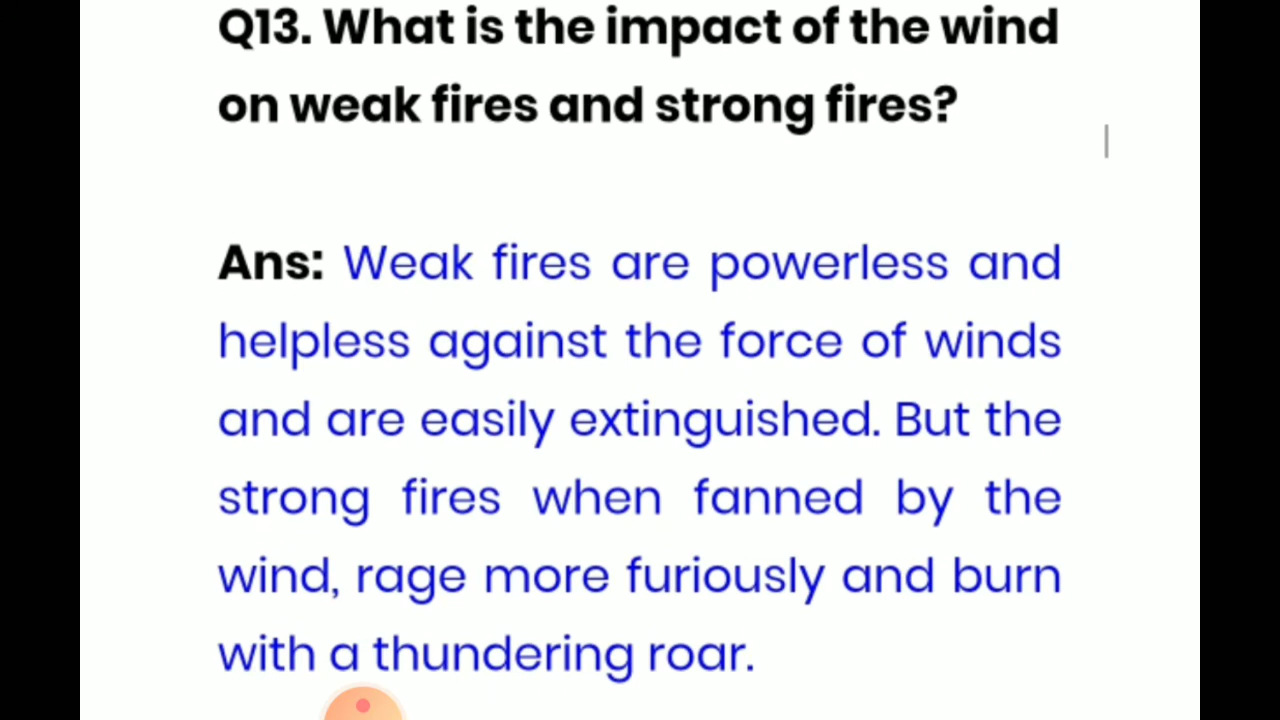 Q13. What is the impact of the wind
on weak fires and strong fires?
Ans: Weak fires are powerless and
helpless against the force of winds
and are easily extinguished. But the
strong fires when fanned by the
wind, rage more furiously and burn
with a thundering roar.